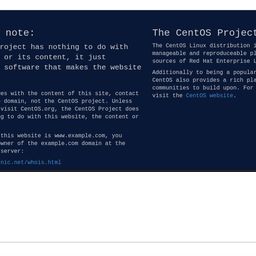 note:
roject has nothing to do with
or its content, it just
software that makes the website
es with the content of this site, contact
domain, not the CentOS project. Unless
visit CentOS.org, the CentOS Project does
g to do with this website, the content or
this website is www.example.com, you
wner of the example.com domain at the
server:
nic.net/whois.html
The CentOS Project
The CentOS Linux distribution i
manageable and reproduceable pl
sources of Red Hat Enterprise L
Additionally to being a popular
CentOS also provides a rich pla
communities to build upon. For
visit the CentOS website.